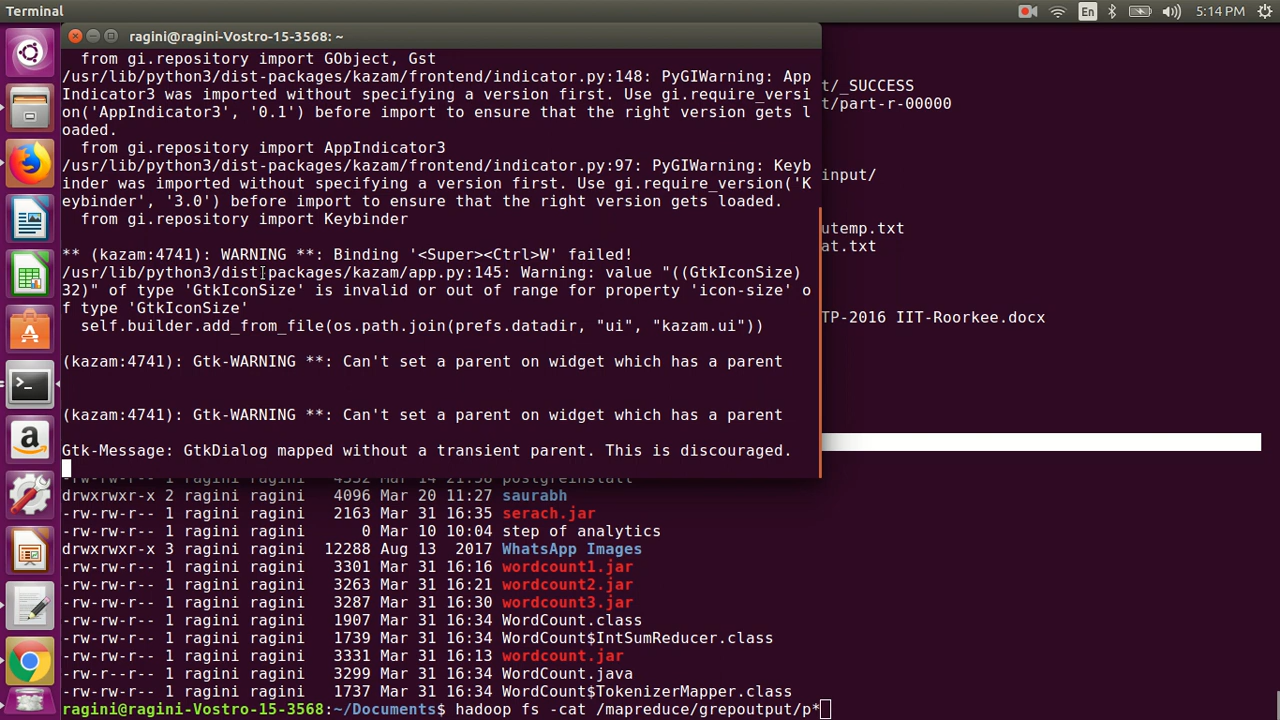 Terminal
En
5:14 PM
ragini@ragini-Vostro-15-3568: ~
from gi.repository import GObject, Gst
/usr/lib/python3/dist-packages/kazam/frontend/indicator.py:148: PyGIWarning: App
Indicator3 was imported without specifying a version first. Use gi.require_versi
on('AppIndicator3', '0.1') before import to ensure that the right version gets l
oaded.
from gi.repository import AppIndicator3
/usr/lib/python3/dist-packages/kazam/frontend/indicator.py:97: PyGIWarning: Keyb
inder was imported without specifying a version first. Use gi.require_version('K
eybinder', '3.0') before import to ensure that the right version gets loaded.
from gi.repository import Keybinder
** (kazam:4741): WARNING **: Binding '<Super><Ctrl>W' failed!
/usr/lib/python3/dist-packages/kazam/app.py:145: Warning: value "((GtkIconSize)
32)" of type 'GtkIconSize' is invalid or out of range for property 'icon-size' o
f type 'GtkIconSize'
self.builder.add_from_file(os.path.join(prefs.datadir, "ui", "kazam.ui"))
(kazam:4741): Gtk-WARNING **: Can't set a parent on widget which has a parent
(kazam:4741): Gtk-WARNING **: Can't set a parent on widget which has a parent
Gtk-Message: GtkDialog mapped without a transient parent. This is discouraged.
t/_SUCCESS
t/part-r-00000
input/
utemp.txt
at.txt
TP-2016 IIT-Roorkee.docx
drwxrwxr-x 2 ragini ragini 4096 Mar 20 11:27 saurabh
-rw-rw-r-- 1 ragini ragini 2163 Mar 31 16:35 serach.jar
-rw-rw-r-- 1 ragini ragini 0 Mar 10 10:04 step of analytics
drwxrwxr-x 3 ragini ragini 12288 Aug 13 2017 WhatsApp Images
-rw-rw-r-- 1 ragini ragini 3301 Mar 31 16:16 wordcount1.jar
-rw-rw-r-- 1 ragini ragini 3263 Mar 31 16:21 wordcount2.jar
-rw-rw-r-- 1 ragini ragini 3287 Mar 31 16:30 wordcount3.jar
-rw-rw-r-- 1 ragini ragini 1907 Mar 31 16:34 WordCount.class
-rw-rw-r-- 1 ragini ragini 1739 Mar 31 16:34 WordCount$IntSumReducer.class
-rw-rw-r-- 1 ragini ragini 3331 Mar 31 16:13 wordcount.jar
-rw-rw-r-- 1 ragini ragini 3299 Mar 31 16:34 WordCount.java
-rw-rw-r-- 1 ragini ragini 1737 Mar 31 16:34 WordCount$TokenizerMapper.class
ragini@ragini-Vostro-15-3568:~/Documents$ hadoop fs -cat /mapreduce/grepoutput/p*